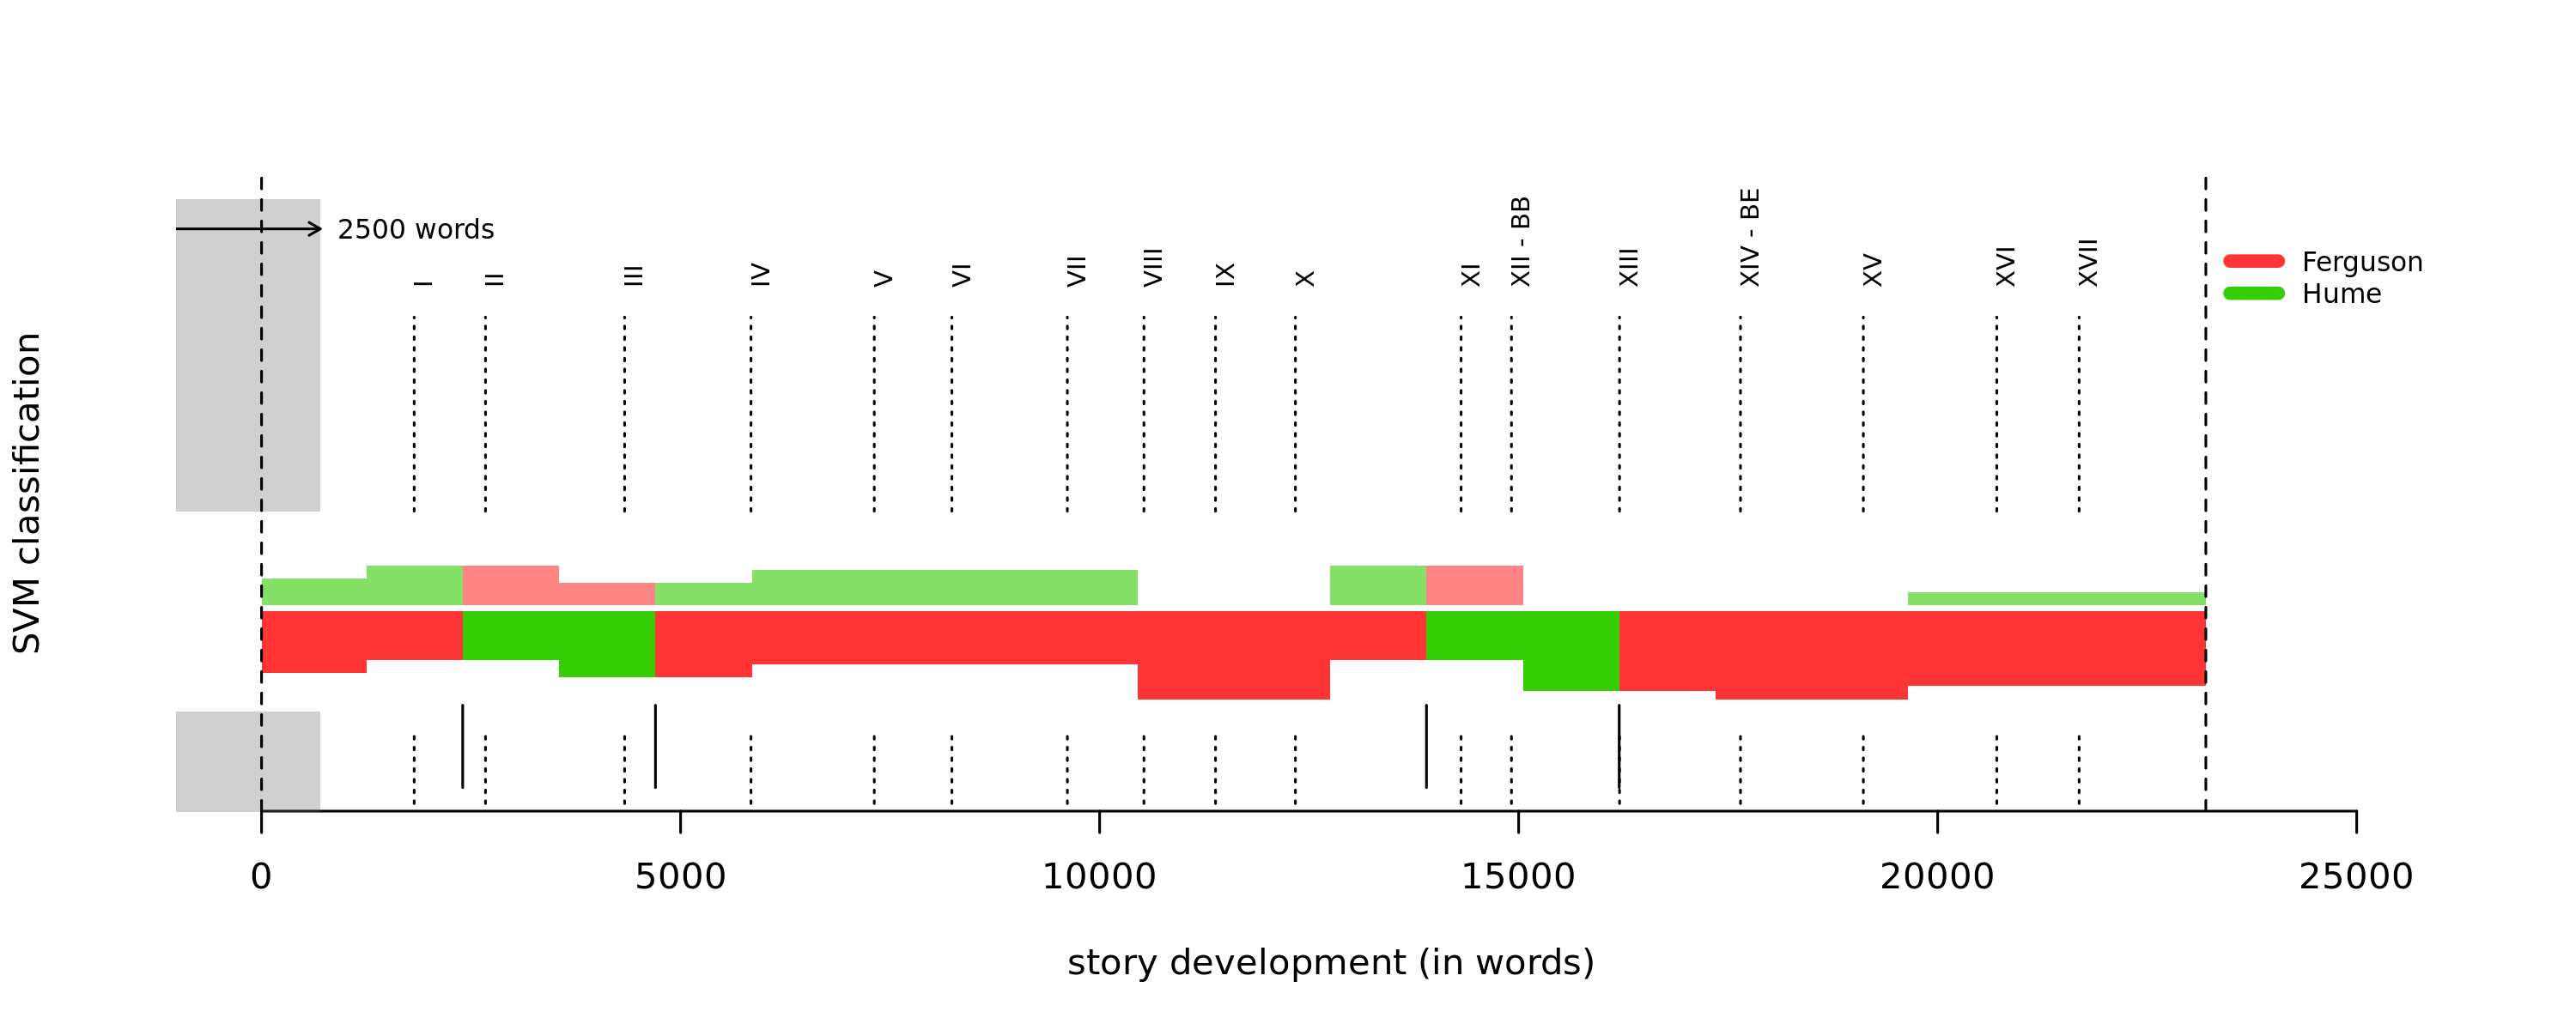 2500 words
I
II
III
IV
V
VI
VII
VIII
IX
X
XI
XII - BB
XIII
XIV - BE
XV
XVI
XVII
Ferguson
Hume
SVM classification
0
5000
10000
15000
20000
25000
story development (in words)